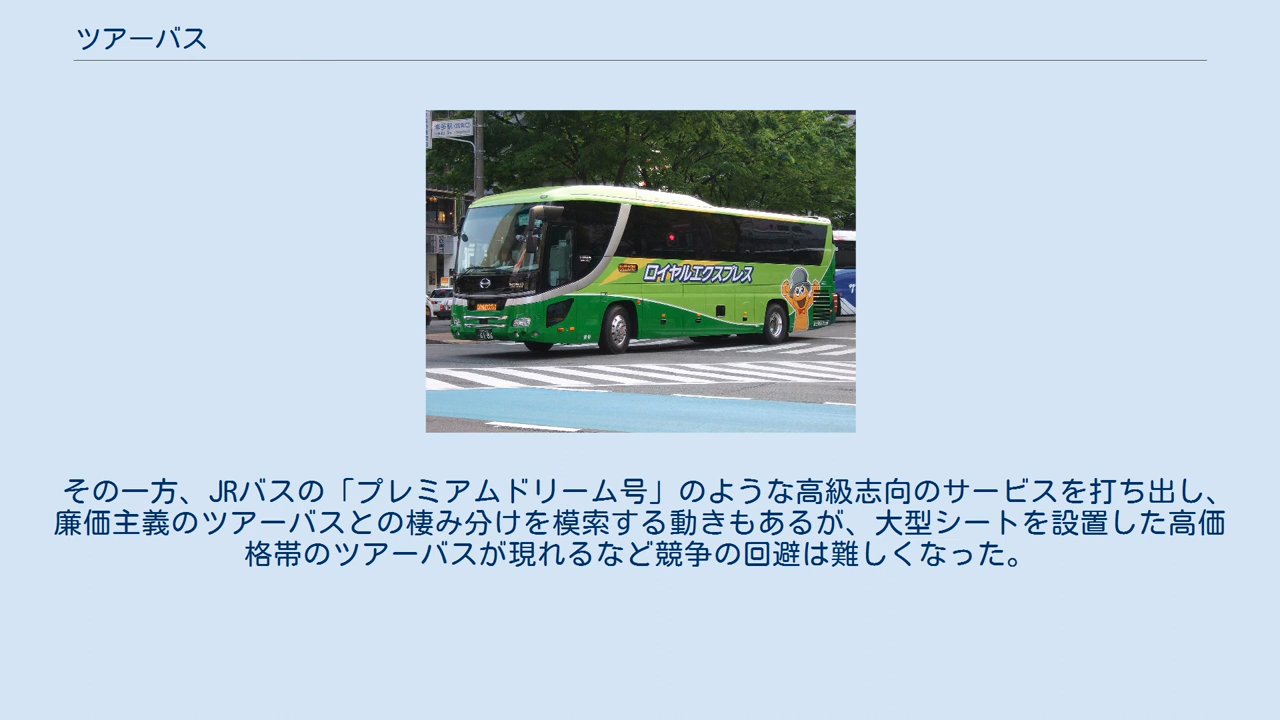 ツアーバス
ロイヤルエクスプレス
その一方、JRバスの「プレミアムドリーム号」のような高級志向のサービスを打ち出し、
廉価主義のツアーバスとの棲み分けを模索する動きもあるが、大型シートを設置した高価
格帯のツアーバスが現れるなど競争の回避は難しくなった。